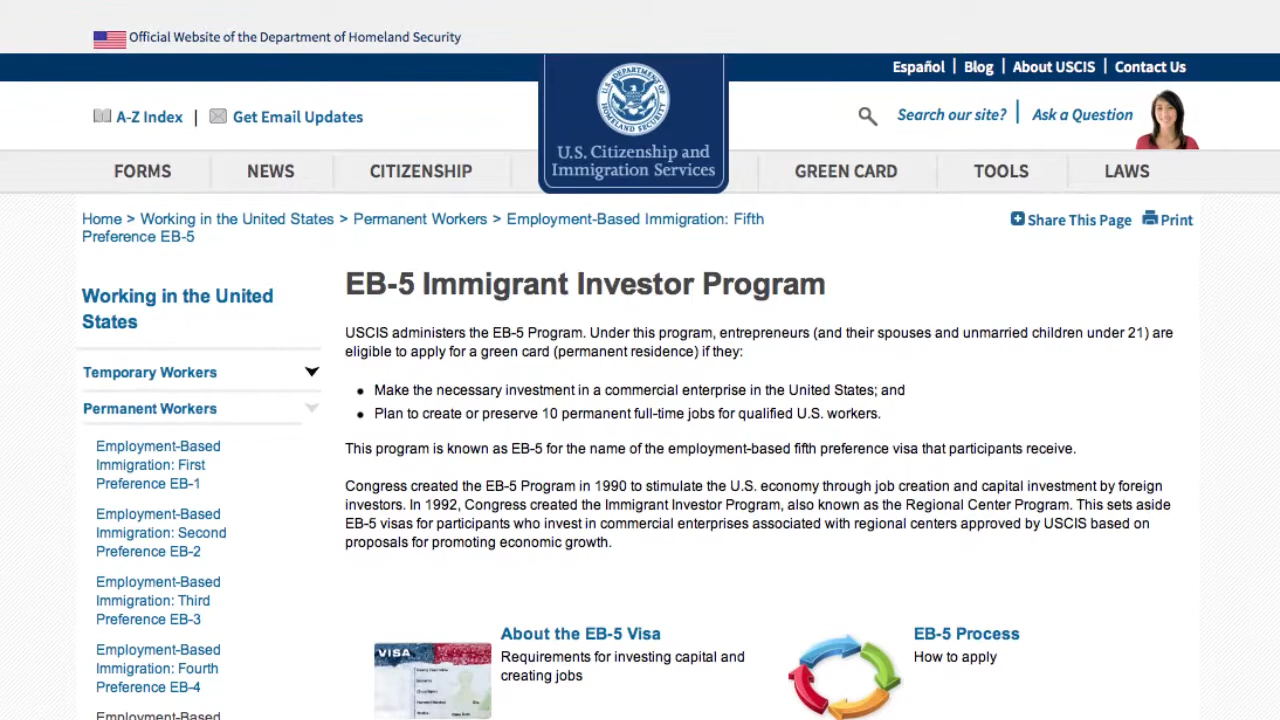 Official Website of the Department of Homeland Security
Español | Blog | About USCIS | Contact Us
A-Z Index | Get Email Updates
U.S. Citizenship and
Immigration Services
Search our site? | Ask a Question
FORMS NEWS CITIZENSHIP GREEN CARD TOOLS LAWS
Home > Working in the United States > Permanent Workers > Employment-Based Immigration: Fifth
Preference EB-5
Share This Page Print
Working in the United
States
Temporary Workers
Permanent Workers
Employment-Based
Immigration: First
Preference EB-1
Employment-Based
Immigration: Second
Preference EB-2
Employment-Based
Immigration: Third
Preference EB-3
Employment-Based
Immigration: Fourth
Preference EB-4
Employment-Based
EB-5 Immigrant Investor Program
USCIS administers the EB-5 Program. Under this program, entrepreneurs (and their spouses and unmarried children under 21) are
eligible to apply for a green card (permanent residence) if they:
• Make the necessary investment in a commercial enterprise in the United States; and
• Plan to create or preserve 10 permanent full-time jobs for qualified U.S. workers.
This program is known as EB-5 for the name of the employment-based fifth preference visa that participants receive.
Congress created the EB-5 Program in 1990 to stimulate the U.S. economy through job creation and capital investment by foreign
investors. In 1992, Congress created the Immigrant Investor Program, also known as the Regional Center Program. This sets aside
EB-5 visas for participants who invest in commercial enterprises associated with regional centers approved by USCIS based on
proposals for promoting economic growth.
VISA
About the EB-5 Visa
Requirements for investing capital and
creating jobs
EB-5 Process
How to apply